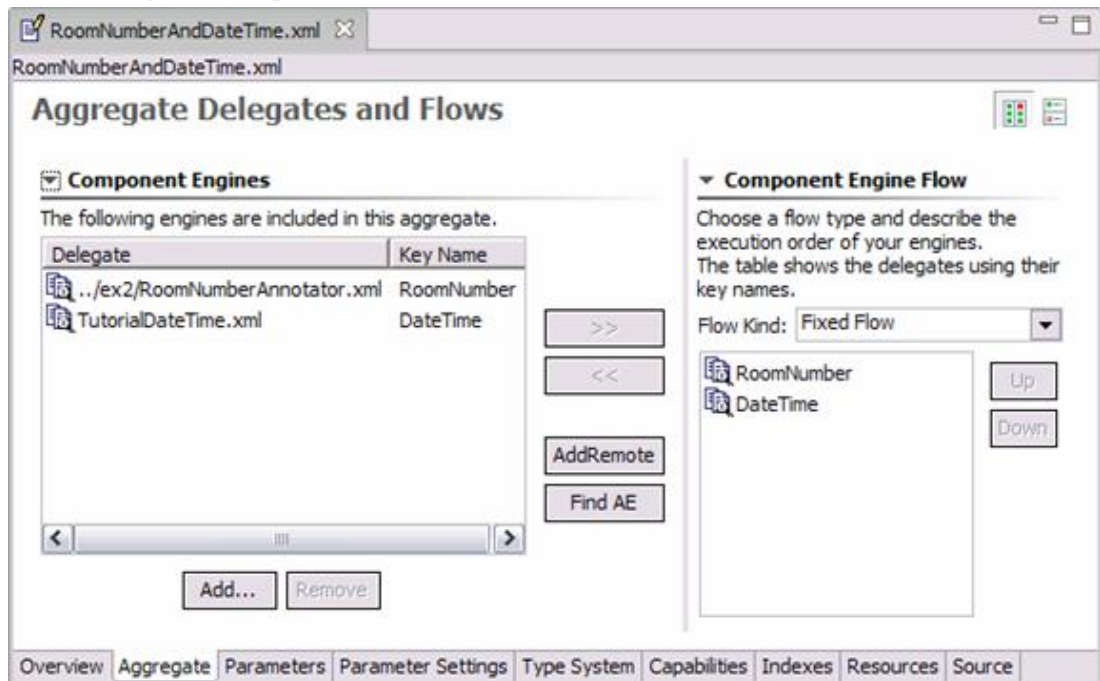 RoomNumberAndDateTime.xml
RoomNumberAndDateTime.xml
Aggregate Delegates and Flows
Component Engines
The following engines are included in this aggregate.
Delegate Key Name
../ex2/RoomNumberAnnotator.xml RoomNumber
TutorialDateTime.xml DateTime
>>
<<
AddRemote
Find AE
Add... Remove
Component Engine Flow
Choose a flow type and describe the
execution order of your engines.
The table shows the delegates using their
key names.
Flow Kind: Fixed Flow
RoomNumber
DateTime
Up
Down
Overview Aggregate Parameters Parameter Settings Type System Capabilities Indexes Resources Source